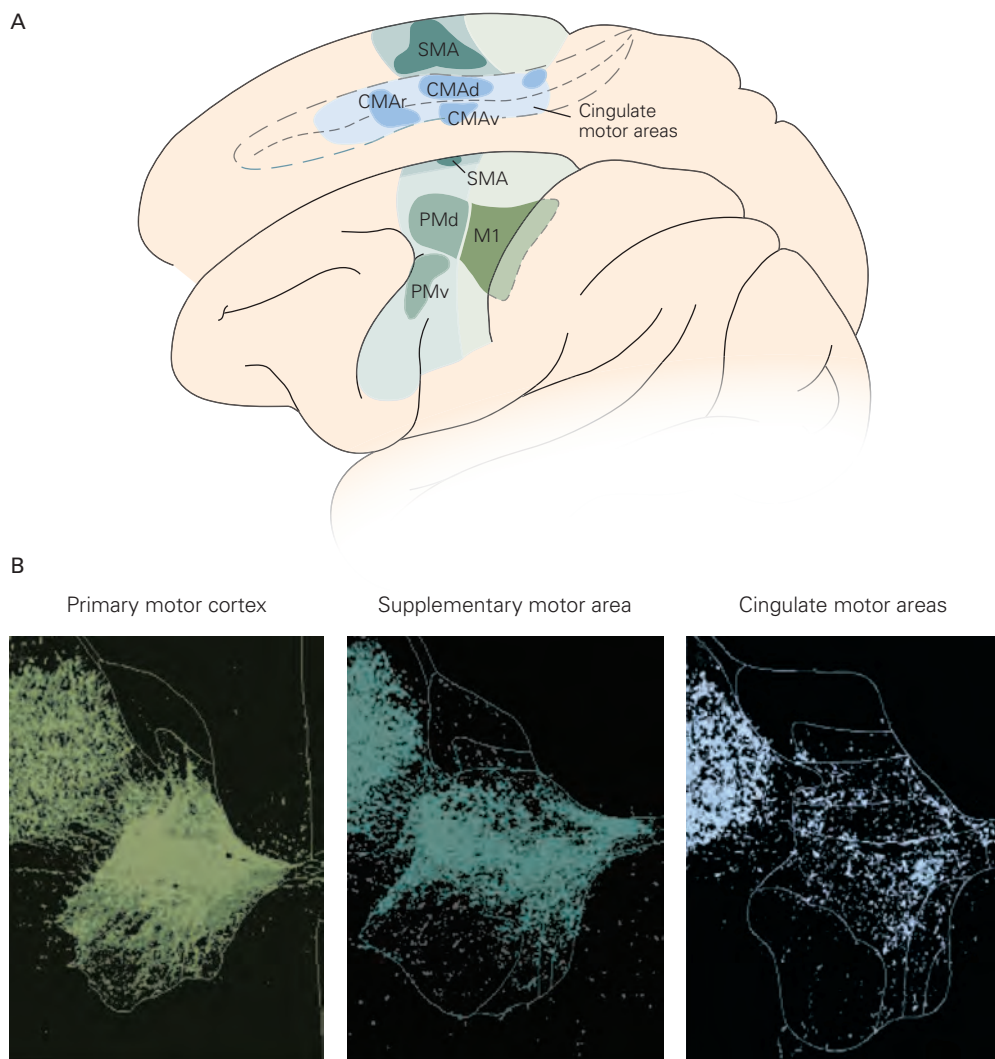 A
SMA
CMAd
CMAr
CMAv
Cingulate
motor areas
SMA
PMd
M1
PMv
B
Primary motor cortex
Supplementary motor area
Cingulate motor areas